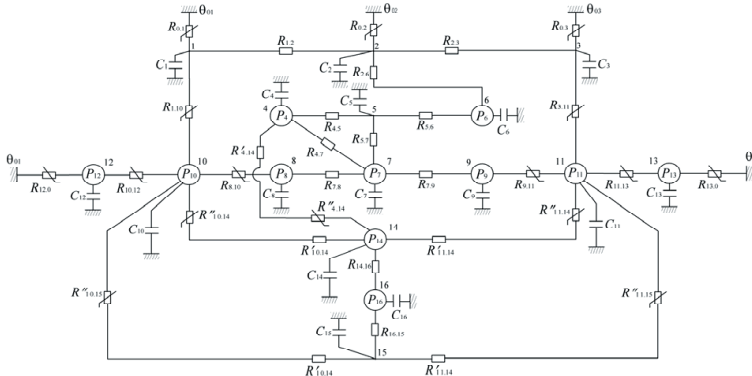 θ01 θ02 θ03
R0.1 R0.2 R0.3
1 R1.2 2 R2.3 3
C1 C2 R2.6 C3
C4 C5 6
R1.10 4 P4 R4.5 5 R5.6 P6 C6 R3.11
R'4.14 R4.7 R5.7
θ01 12 10 8 7 9 11 13 θ
R12.0 P12 R10.12 P10 R8.10 P8 R7.8 P7 R7.9 P9 R9.11 P11 R11.13 P13 R13.0
C12 C8 C7 C9 C13
C10 R"10.14 R"4.14 14 R"11.14 C11
P14
R'10.14 R'11.14
C14 R14.16
R"10.15 16 R"11.15
P16 C16
C15 R16.15
15
R'10.14 R'11.14